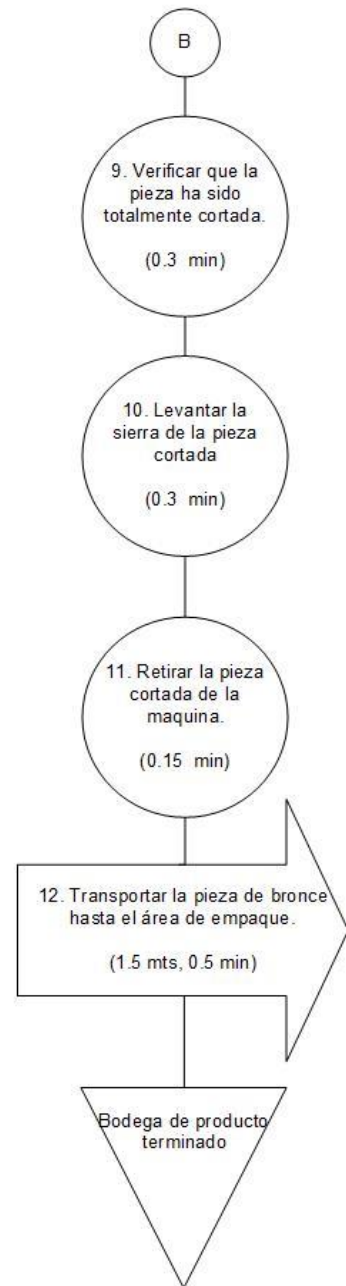 B
9. Verificar que la
pieza ha sido
totalmente cortada.
(0.3 min)
10. Levantar la
sierra de la pieza
cortada
(0.3 min)
11. Retirar la pieza
cortada de la
maquina.
(0.15 min)
12. Transportar la pieza de bronce
hasta el área de empaque.
(1.5 mts, 0.5 min)
Bodega de producto
terminado